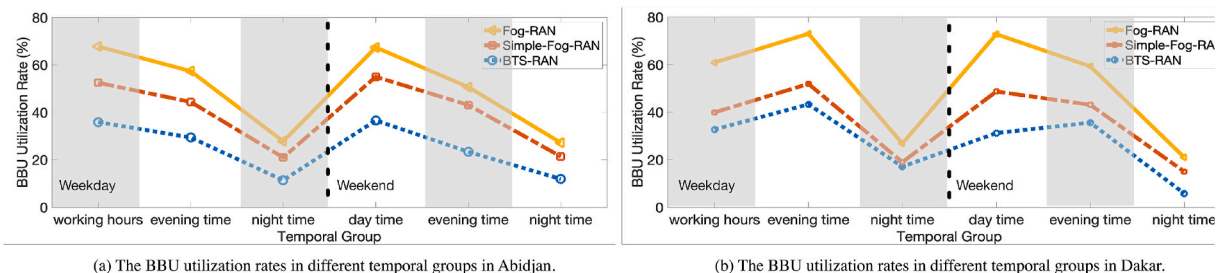 80
60
40
20
0
BBU Utilization Rate (%)
Fog-RAN
Simple-Fog-RAN
BTS-RAN
Weekday
Weekend
working hours evening time night time day time evening time night time
Temporal Group
(a) The BBU utilization rates in different temporal groups in Abidjan.
80
60
40
20
0
BBU Utilization Rate (%)
Fog-RAN
Simple-Fog-RA
BTS-RAN
Weekday
Weekend
working hours evening time night time day time evening time night time
Temporal Group
(b) The BBU utilization rates in different temporal groups in Dakar.